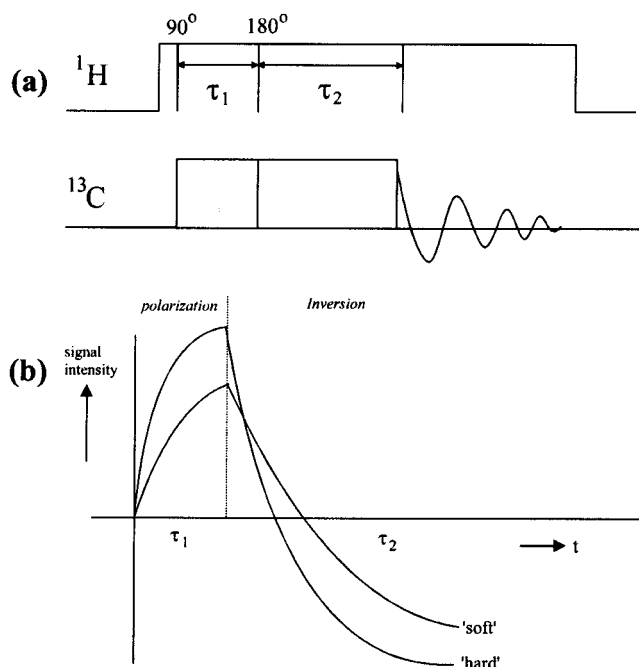 90° 180°
(a)
¹H
τ₁ τ₂
¹³C
polarization Inversion
(b)
signal
intensity
τ₁ τ₂ t
'soft'
'hard'